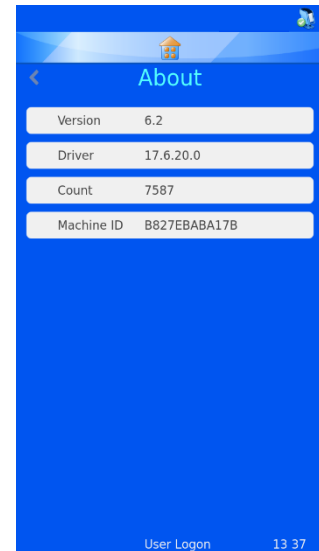 About
Version 6.2
Driver 17.6.20.0
Count 7587
Machine ID B827EBABA17B
User Logon 13 37